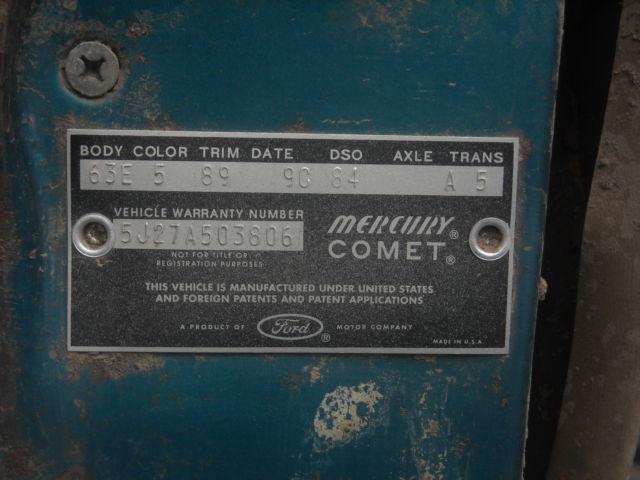 BODY COLOR TRIM DATE DSO AXLE TRANS
63E 5 89 9C 84 A 5
VEHICLE WARRANTY NUMBER
5J27A503806
NOT FOR TITLE OR
REGISTRATION PURPOSES
MERCURY®
COMET®
THIS VEHICLE IS MANUFACTURED UNDER UNITED STATES
AND FOREIGN PATENTS AND PATENT APPLICATIONS
A PRODUCT OF Ford® MOTOR COMPANY
MADE IN U.S.A.